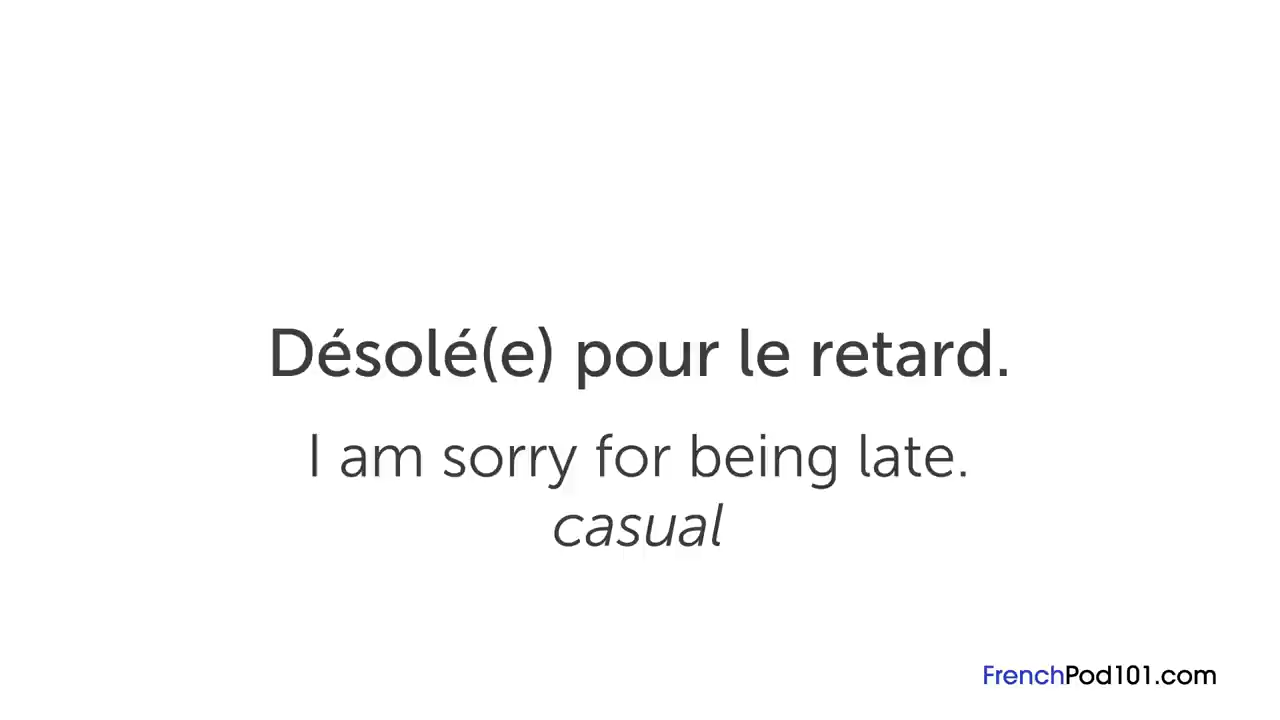 Désolé(e) pour le retard.
I am sorry for being late.
casual
FrenchPod101.com